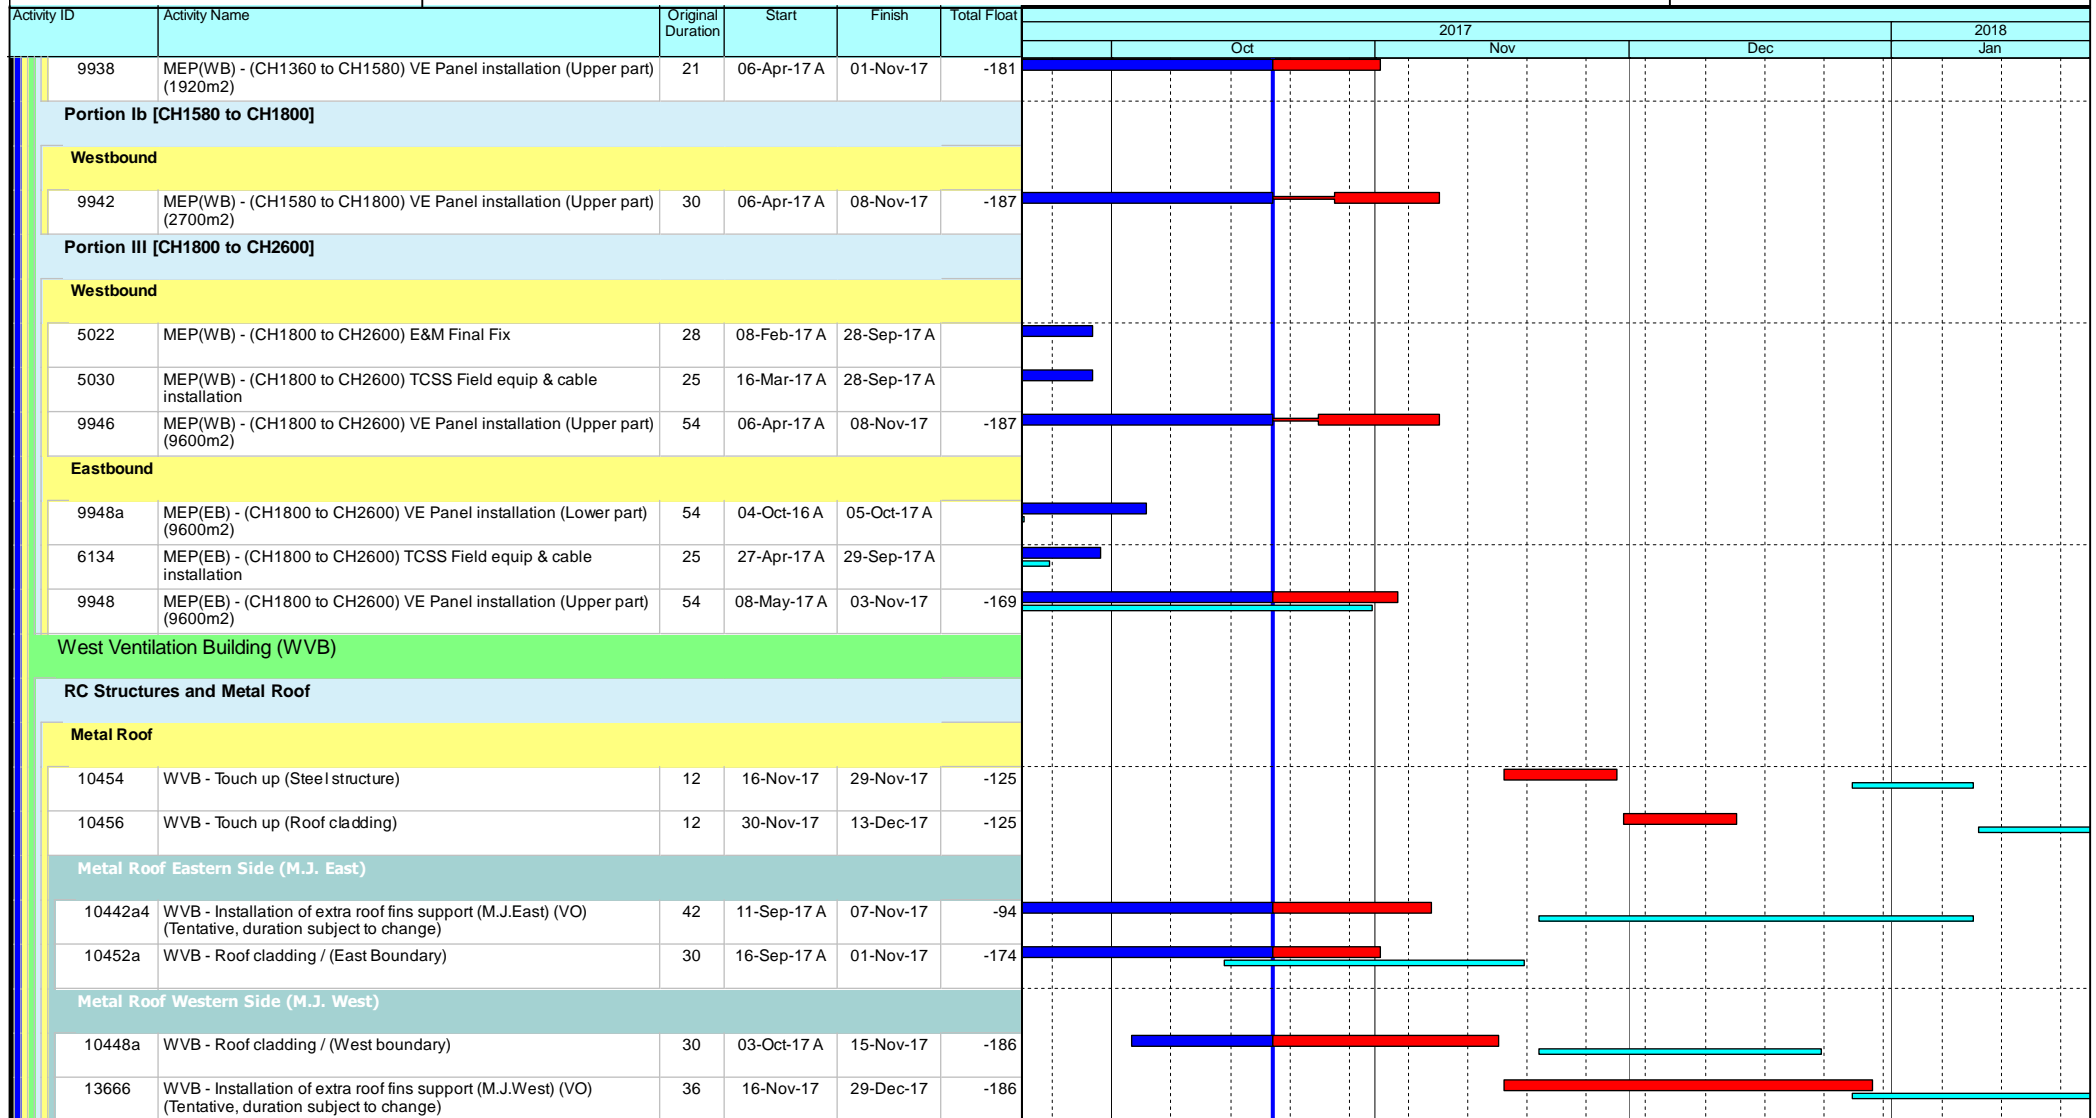 Activity ID Activity Name Original Start Finish Total Float
Duration
2017 2018
Oct Nov Dec Jan
9938 MEP(WB) - (CH1360 to CH1580) VE Panel installation (Upper part) 21 06-Apr-17 A 01-Nov-17 -181
(1920m2)
Portion Ib [CH1580 to CH1800]
Westbound
9942 MEP(WB) - (CH1580 to CH1800) VE Panel installation (Upper part) 30 06-Apr-17 A 08-Nov-17 -187
(2700m2)
Portion III [CH1800 to CH2600]
Westbound
5022 MEP(WB) - (CH1800 to CH2600) E&M Final Fix 28 08-Feb-17 A 28-Sep-17 A
5030 MEP(WB) - (CH1800 to CH2600) TCSS Field equip & cable 25 16-Mar-17 A 28-Sep-17 A
installation
9946 MEP(WB) - (CH1800 to CH2600) VE Panel installation (Upper part) 54 06-Apr-17 A 08-Nov-17 -187
(9600m2)
Eastbound
9948a MEP(EB) - (CH1800 to CH2600) VE Panel installation (Lower part) 54 04-Oct-16 A 05-Oct-17 A
(9600m2)
6134 MEP(EB) - (CH1800 to CH2600) TCSS Field equip & cable 25 27-Apr-17 A 29-Sep-17 A
installation
9948 MEP(EB) - (CH1800 to CH2600) VE Panel installation (Upper part) 54 08-May-17 A 03-Nov-17 -169
(9600m2)
West Ventilation Building (WVB)
RC Structures and Metal Roof
Metal Roof
10454 WVB - Touch up (Steel structure) 12 16-Nov-17 29-Nov-17 -125
10456 WVB - Touch up (Roof cladding) 12 30-Nov-17 13-Dec-17 -125
Metal Roof Eastern Side (M.J. East)
10442a4 WVB - Installation of extra roof fins support (M.J.East) (VO) 42 11-Sep-17 A 07-Nov-17 -94
(Tentative, duration subject to change)
10452a WVB - Roof cladding / (East Boundary) 30 16-Sep-17 A 01-Nov-17 -174
Metal Roof Western Side (M.J. West)
10448a WVB - Roof cladding / (West boundary) 30 03-Oct-17 A 15-Nov-17 -186
13666 WVB - Installation of extra roof fins support (M.J.West) (VO) 36 16-Nov-17 29-Dec-17 -186
(Tentative, duration subject to change)